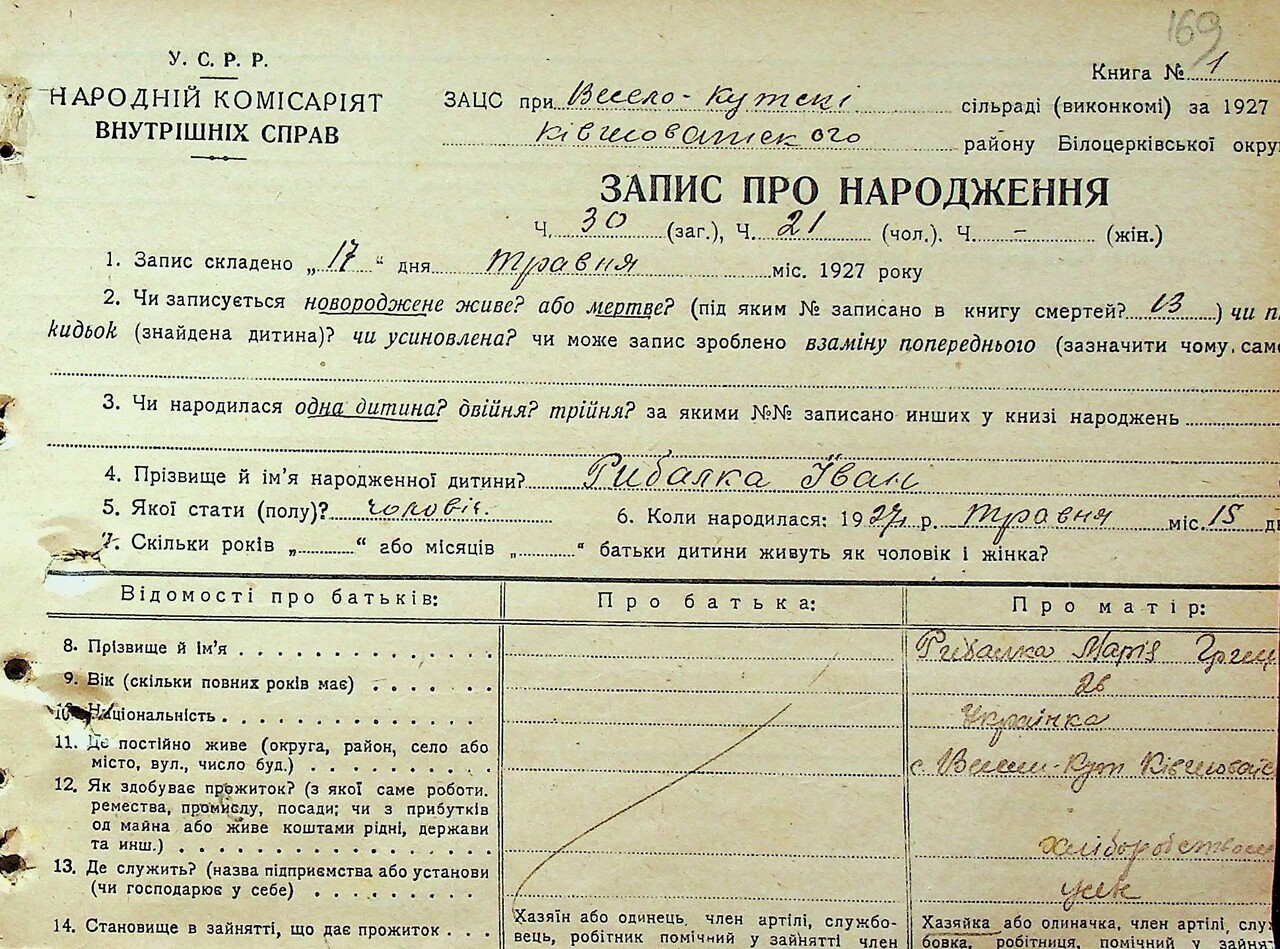 169
У. С. Р. Р.
НАРОДНІЙ КОМІСАРІЯТ
ВНУТРІШНІХ СПРАВ
Книга № 1
ЗАЦС при Весело-Кутскі сільраді (виконкомі) за 1927
району Білоцерківської окру
ЗАПИС ПРО НАРОДЖЕННЯ
Ч. 30 (заг.), Ч. 21 (чол.). Ч. - (жін.)
1. Запис складено „17“ дня травня міс. 1927 року
2. Чи записується новороджене живе? або мертве? (під яким № записано в книгу смертей? 13 ) чи п
кидьок (знайдена дитина)? чи усиновлена? чи може запис зроблено взаміну попереднього (зазначити чому, само
3. Чи народилася одна дитина? двійня? трійня? за якими №№ записано инших у книзі народжень
4. Прізвище й ім’я народженної дитини? Рибалка Іван
5. Якої стати (полу)? чоловіч. 6. Коли народилася: 1927 р. травня міс. 15 д
7. Скільки років „ “ або місяців „ “ батьки дитини живуть як чоловік і жінка?
Відомості про батьків: Про батька: Про матір:
8. Прізвище й ім’я Рибалка Марія
9. Вік (скільки повних років має) 26
10. Національність Українка
11. Де постійно живе (округа, район, село або
місто, вул., число буд.) с.
12. Як здобуває прожиток? (з якої саме роботи.
ремества, промислу, посади; чи з прибутків
од майна або живе коштами рідні, держави
та инш.) хліборобством
13. Де служить? (назва підприємства або установи
(чи господарює у себе)
14. Становище в зайнятті, що дає прожиток
Хазяїн або одинець, член артілі, службо-
вець, робітник помічний у зайнятті член
Хазяйка або одиначка, член артілі, служ
бовка, робітниця, помічний у зайнят